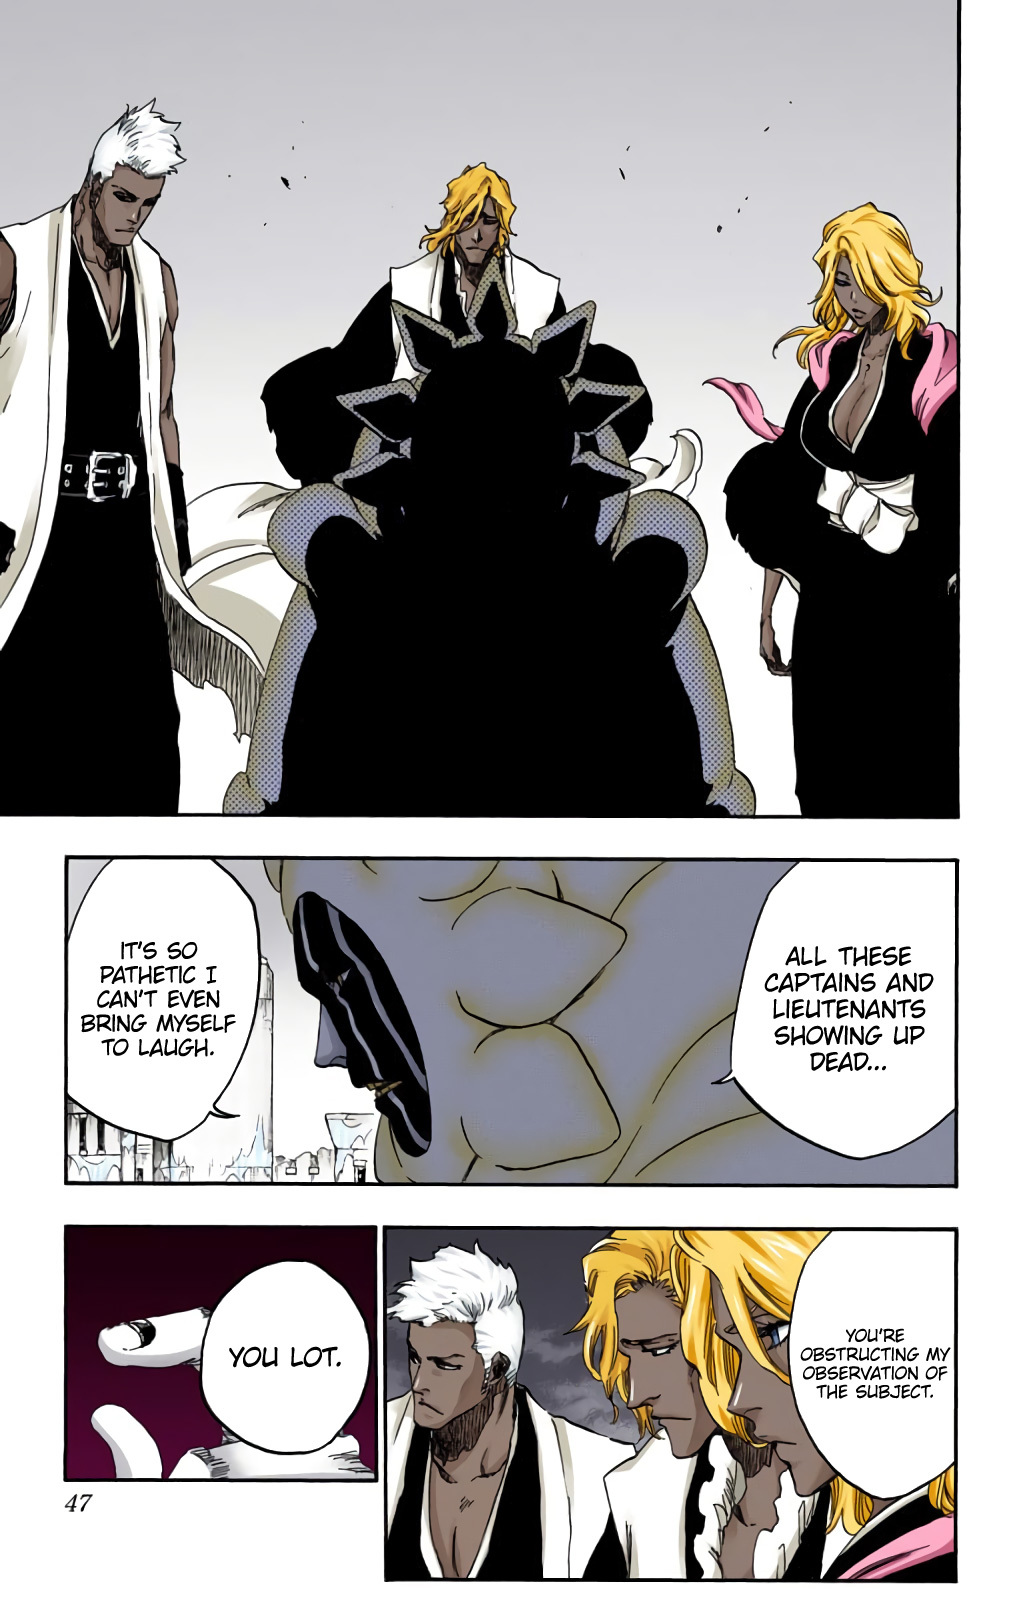 ALL THESE
CAPTAINS AND
LIEUTENANTS
SHOWING UP
DEAD...
IT'S SO
PATHETIC I
CAN'T EVEN
BRING MYSELF
TO LAUGH.
YOU'RE
OBSTRUCTING MY
OBSERVATION OF
THE SUBJECT.
YOU LOT.
47